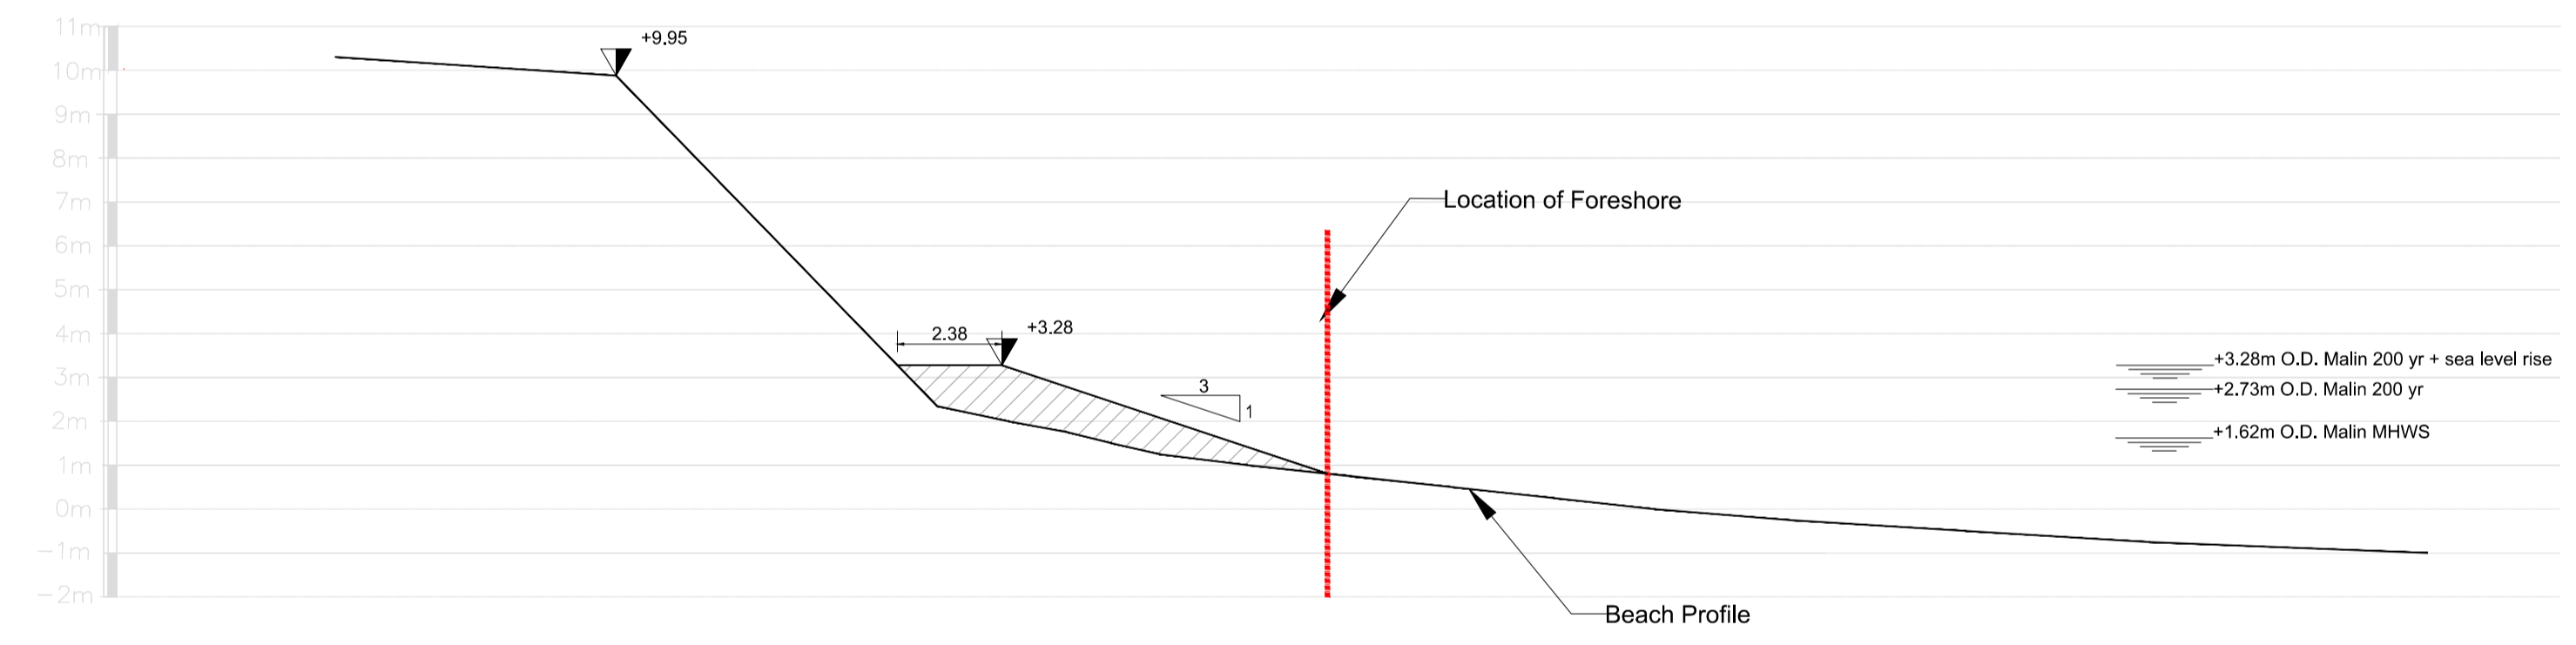 11m
+9.95
10m
9m
8m
7m
Location of Foreshore
6m
5m
4m
2.38
+3.28
+3.28m O.D. Malin 200 yr + sea level rise
3m
3
+2.73m O.D. Malin 200 yr
1
2m
+1.62m O.D. Malin MHWS
1m
0m
-1m
-2m
Beach Profile